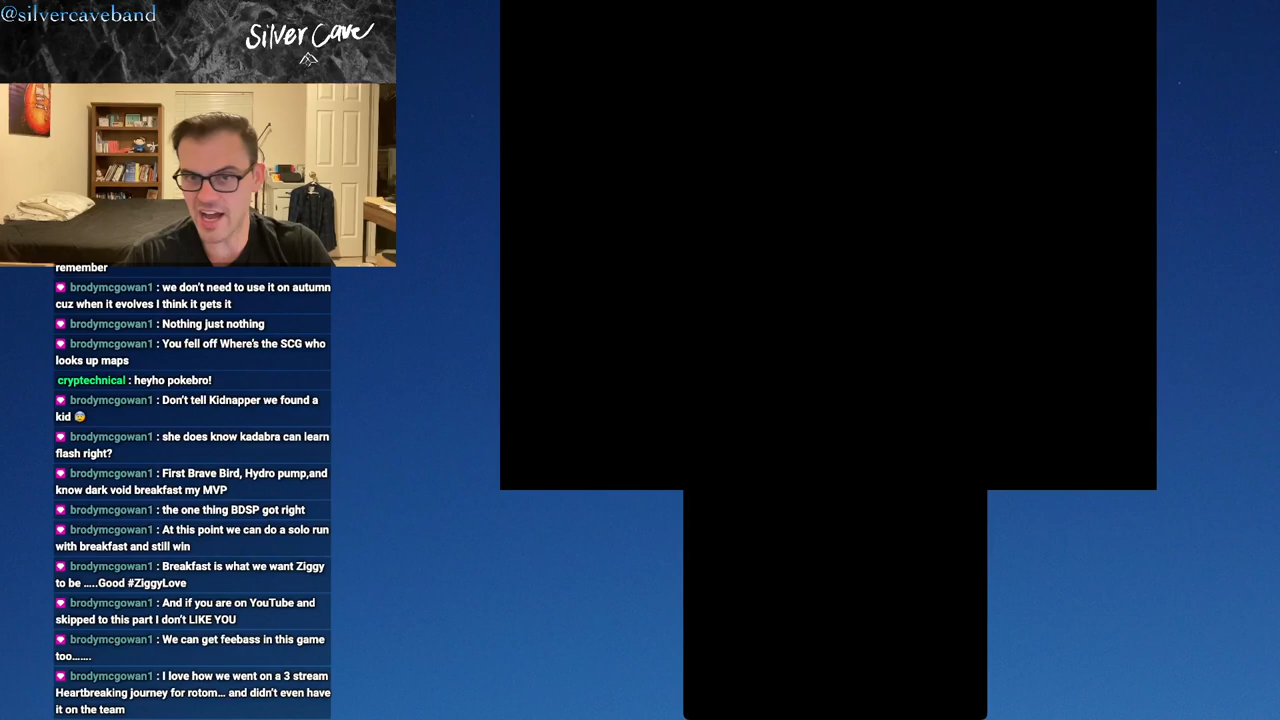 @silvercaveband
Silver Cave
remember
brodymcgowan1 : we don't need to use it on autumn
cuz when it evolves I think it gets it
brodymcgowan1 : Nothing just nothing
brodymcgowan1 : You fell off Where's the SCG who
looks up maps
cryptechnical : heyho pokebro!
brodymcgowan1 : Don't tell Kidnapper we found a
kid 😰
brodymcgowan1 : she does know kadabra can learn
flash right?
brodymcgowan1 : First Brave Bird, Hydro pump,and
know dark void breakfast my MVP
brodymcgowan1 : the one thing BDSP got right
brodymcgowan1 : At this point we can do a solo run
with breakfast and still win
brodymcgowan1 : Breakfast is what we want Ziggy
to be …..Good #ZiggyLove
brodymcgowan1 : And if you are on YouTube and
skipped to this part I don't LIKE YOU
brodymcgowan1 : We can get feebass in this game
too…….
brodymcgowan1 : I love how we went on a 3 stream
Heartbreaking journey for rotom… and didn't even have
it on the team